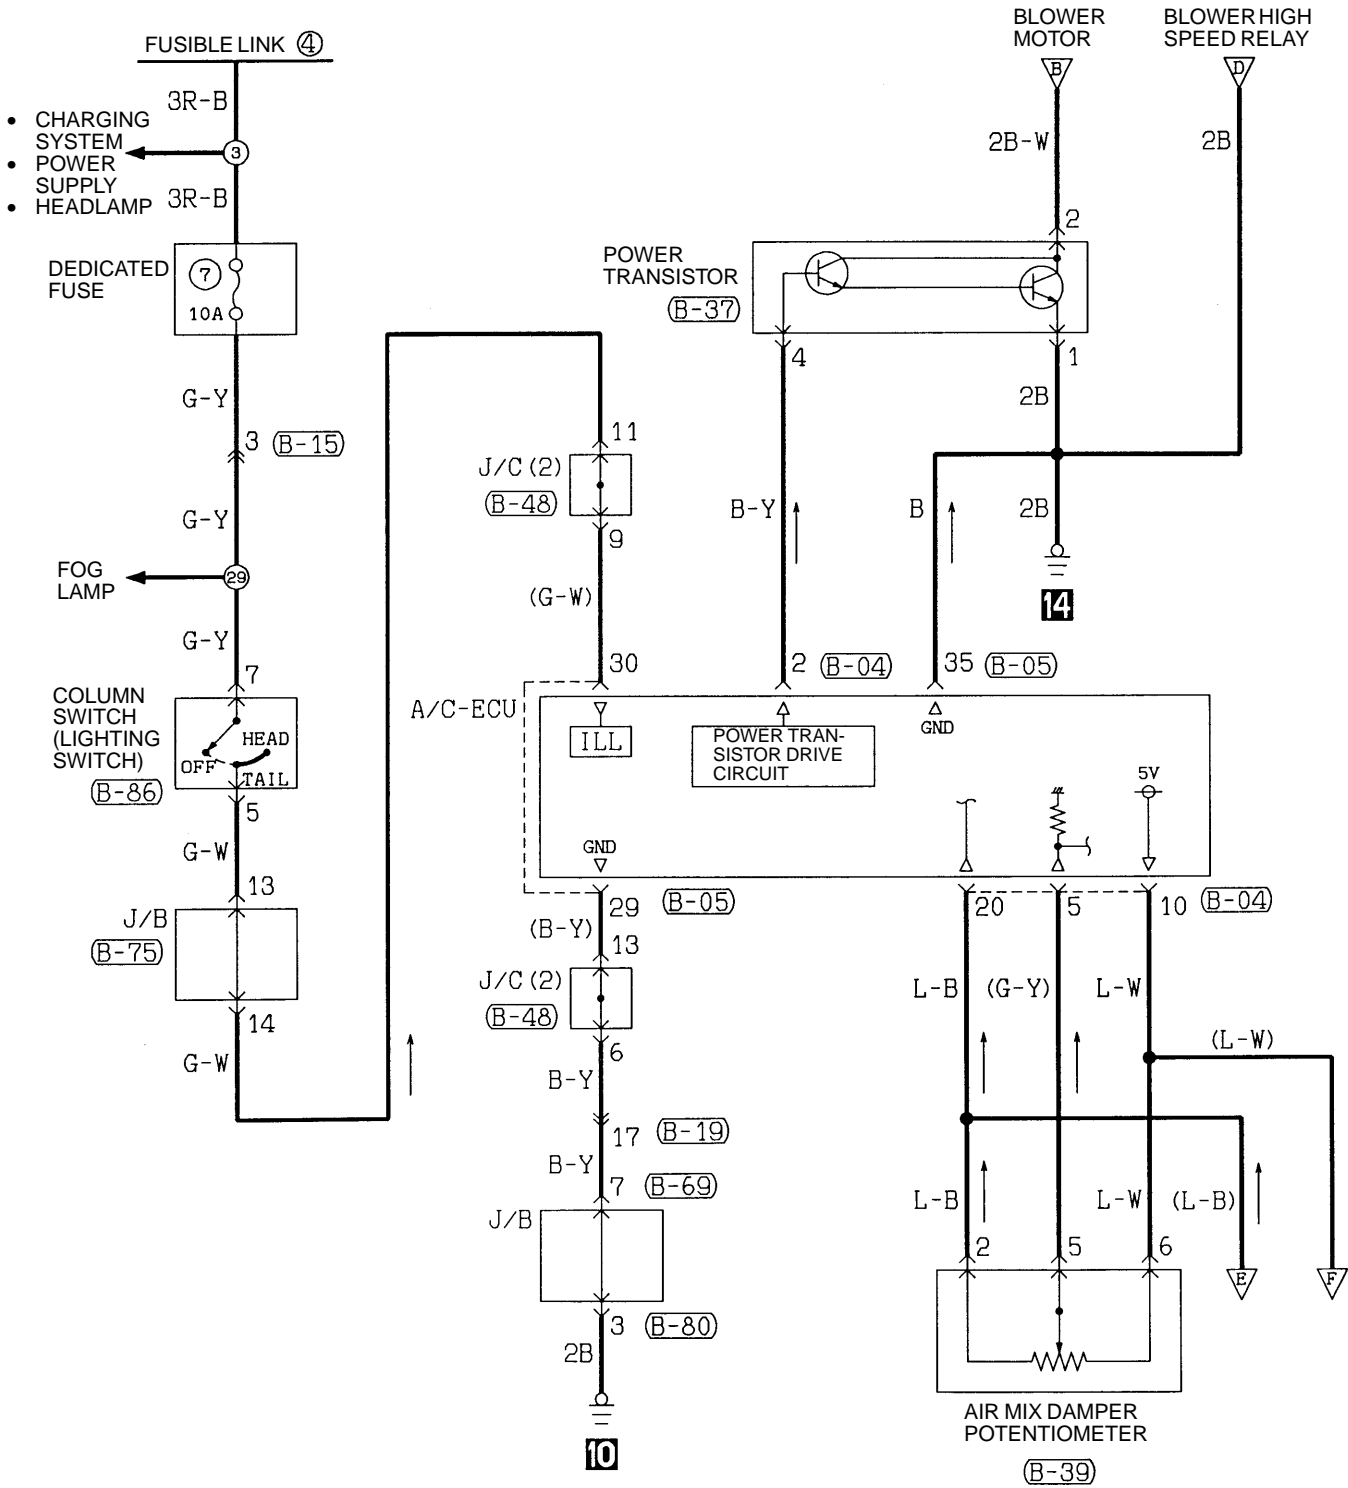 FUSIBLE LINK ④
BLOWER
MOTOR
BLOWER HIGH
SPEED RELAY
B
D
3R-B
• CHARGING
SYSTEM
• POWER
SUPPLY
• HEADLAMP
3
3R-B
2B-W
2B
2
DEDICATED
FUSE
7
10A
POWER
TRANSISTOR
B-37
4
1
G-Y
2B
3
B-15
11
J/C (2)
B-48
9
G-Y
B-Y
B
2B
14
FOG
LAMP
29
(G-W)
G-Y
7
30
2
B-04
35
B-05
COLUMN
SWITCH
(LIGHTING
SWITCH)
B-86
HEAD
OFF
TAIL
5
A/C-ECU
ILL
POWER TRAN-
SISTOR DRIVE
CIRCUIT
GND
5V
GND
G-W
13
29
B-05
20
5
10
B-04
J/B
B-75
(B-Y)
13
J/C (2)
B-48
6
L-B
(G-Y)
L-W
14
G-W
(L-W)
B-Y
17
B-19
B-Y
7
B-69
J/B
L-B
L-W
(L-B)
2
5
6
E
F
3
B-80
2B
10
AIR MIX DAMPER
POTENTIOMETER
B-39